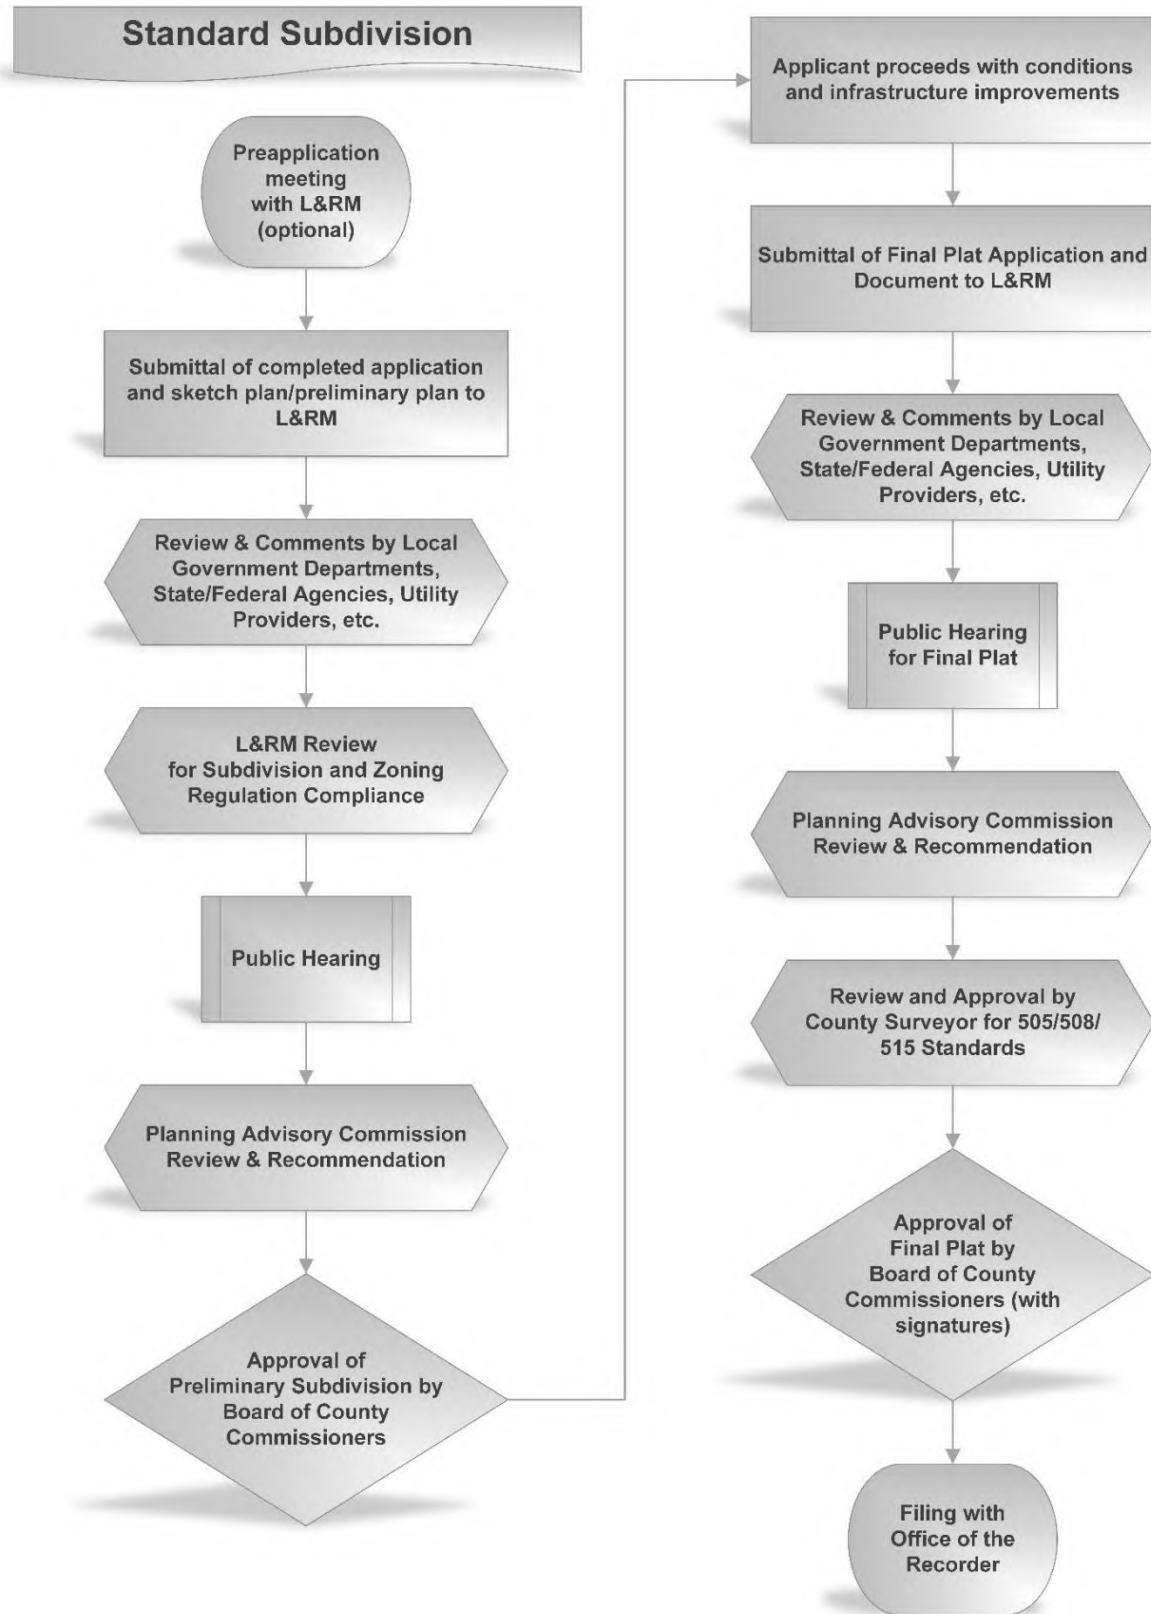 Standard Subdivision
Preapplication
meeting
with L&RM
(optional)
Submittal of completed application
and sketch plan/preliminary plan to
L&RM
Review & Comments by Local
Government Departments,
State/Federal Agencies, Utility
Providers, etc.
L&RM Review
for Subdivision and Zoning
Regulation Compliance
Public Hearing
Planning Advisory Commission
Review & Recommendation
Approval of
Preliminary Subdivision by
Board of County
Commissioners
Applicant proceeds with conditions
and infrastructure improvements
Submittal of Final Plat Application and
Document to L&RM
Review & Comments by Local
Government Departments,
State/Federal Agencies, Utility
Providers, etc.
Public Hearing
for Final Plat
Planning Advisory Commission
Review & Recommendation
Review and Approval by
County Surveyor for 505/508/
515 Standards
Approval of
Final Plat by
Board of County
Commissioners (with
signatures)
Filing with
Office of the
Recorder